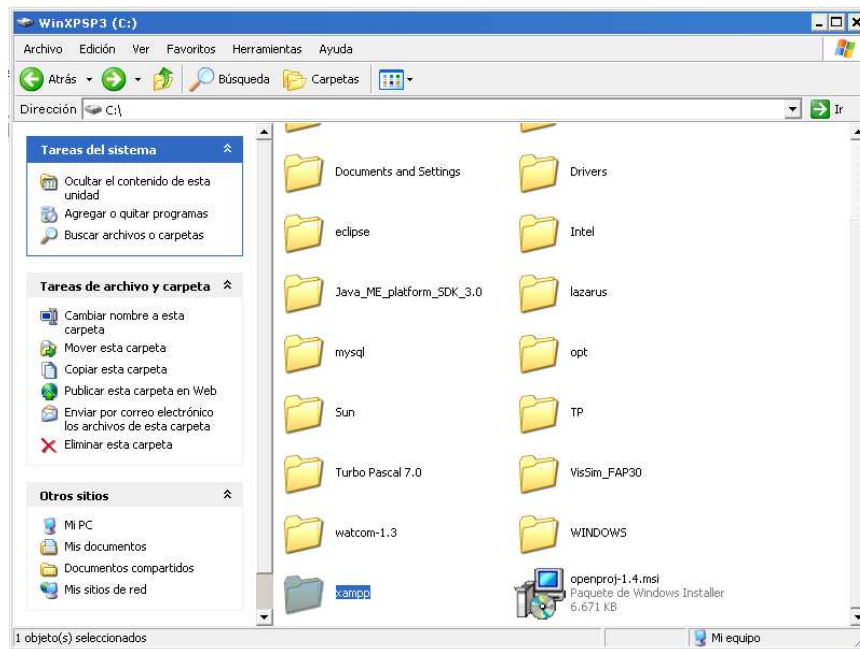 WinXPSP3 (C:)
Archivo Edición Ver Favoritos Herramientas Ayuda
Atrás Búsqueda Carpetas
Dirección C:\ Ir
Tareas del sistema
Ocultar el contenido de esta
unidad
Agregar o quitar programas
Buscar archivos o carpetas
Tareas de archivo y carpeta
Cambiar nombre a esta
carpeta
Mover esta carpeta
Copiar esta carpeta
Publicar esta carpeta en Web
Enviar por correo electrónico
los archivos de esta carpeta
Eliminar esta carpeta
Otros sitios
Mi PC
Mis documentos
Documentos compartidos
Mis sitios de red
Documents and Settings Drivers
eclipse Intel
Java_ME_platform_SDK_3.0 lazarus
mysql opt
Sun TP
Turbo Pascal 7.0 VisSim_FAP30
watcom-1.3 WINDOWS
xampp openproj-1.4.msi
Paquete de Windows Installer
6.671 KB
1 objeto(s) seleccionados Mi equipo